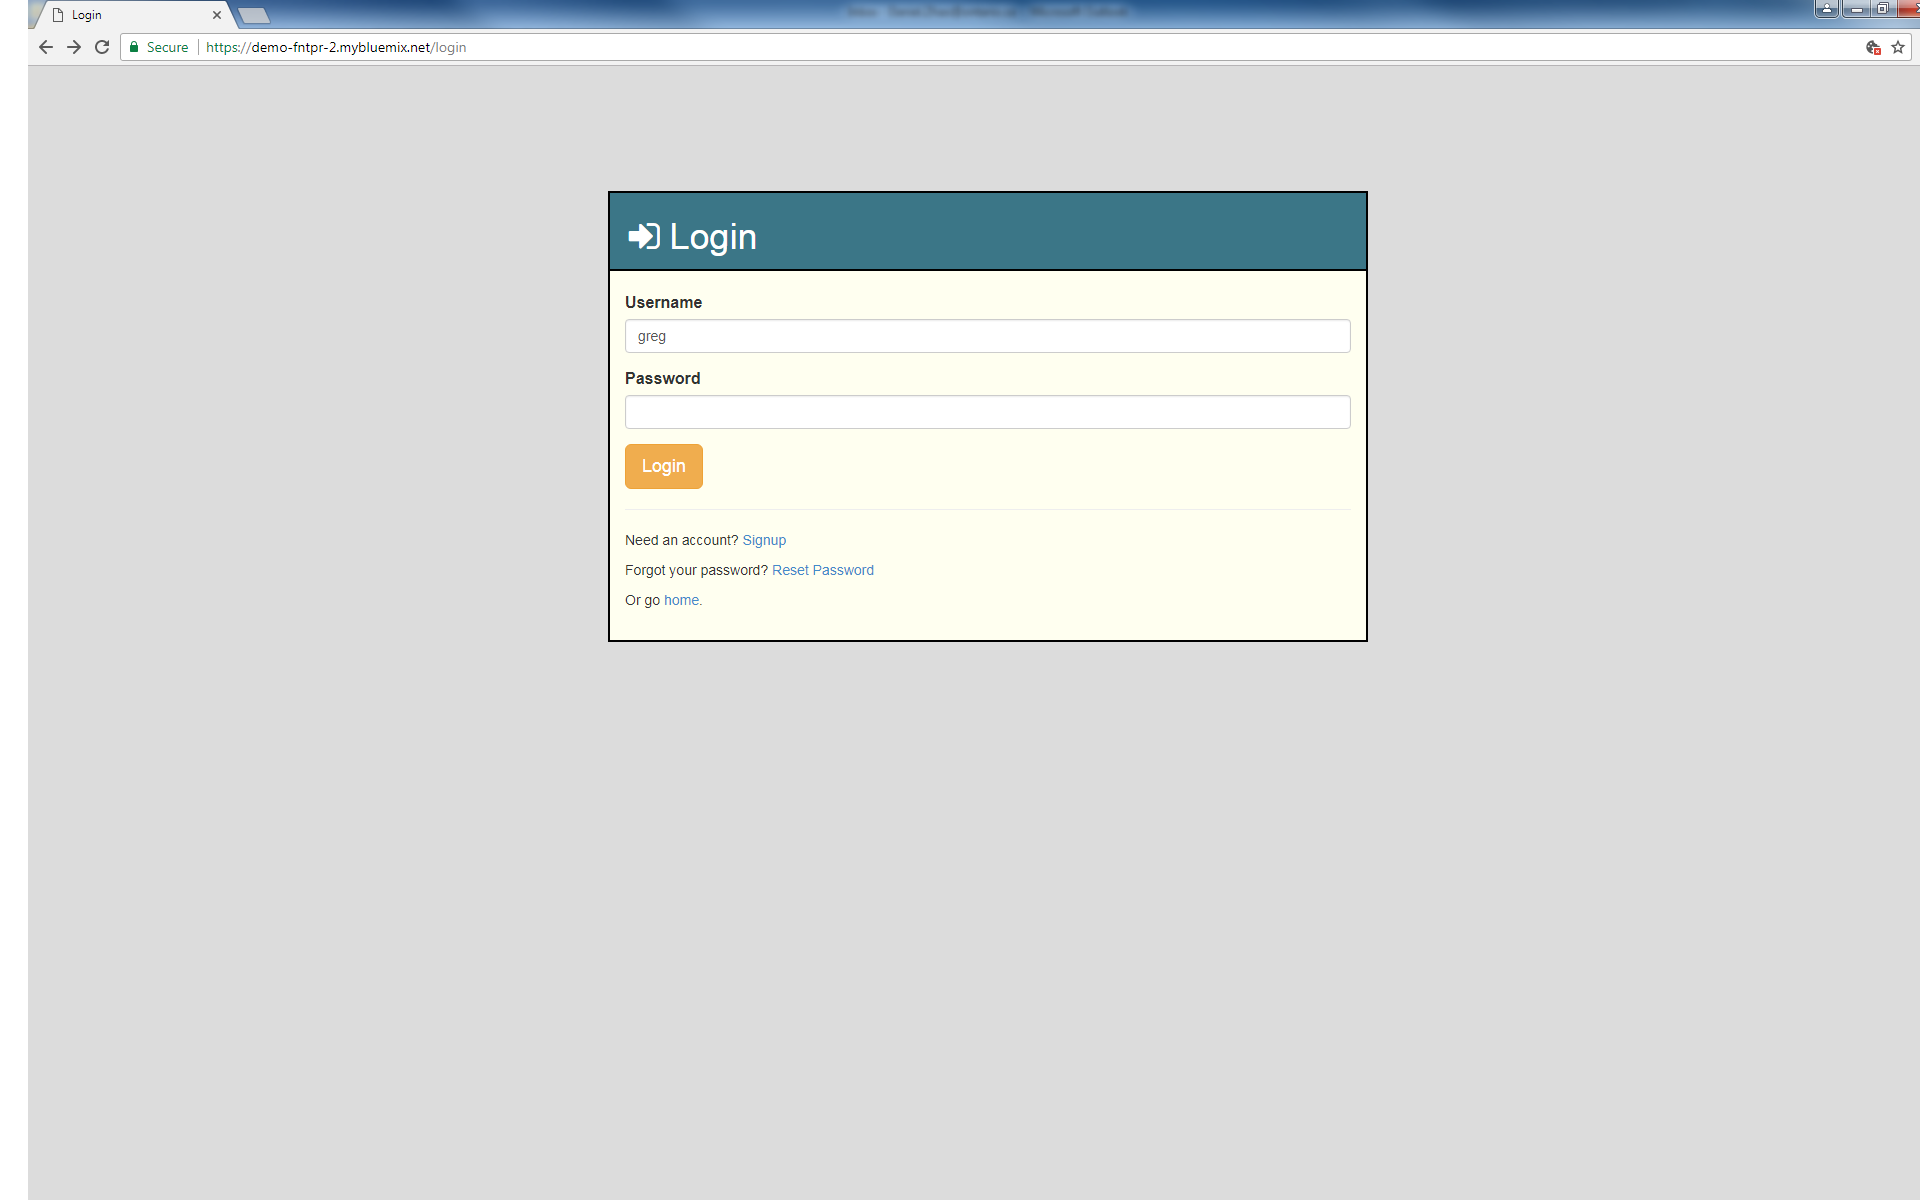 Login
Secure https://demo-fntpr-2.mybluemix.net/login
Login
Username
greg
Password
Login
Need an account? Signup
Forgot your password? Reset Password
Or go home.